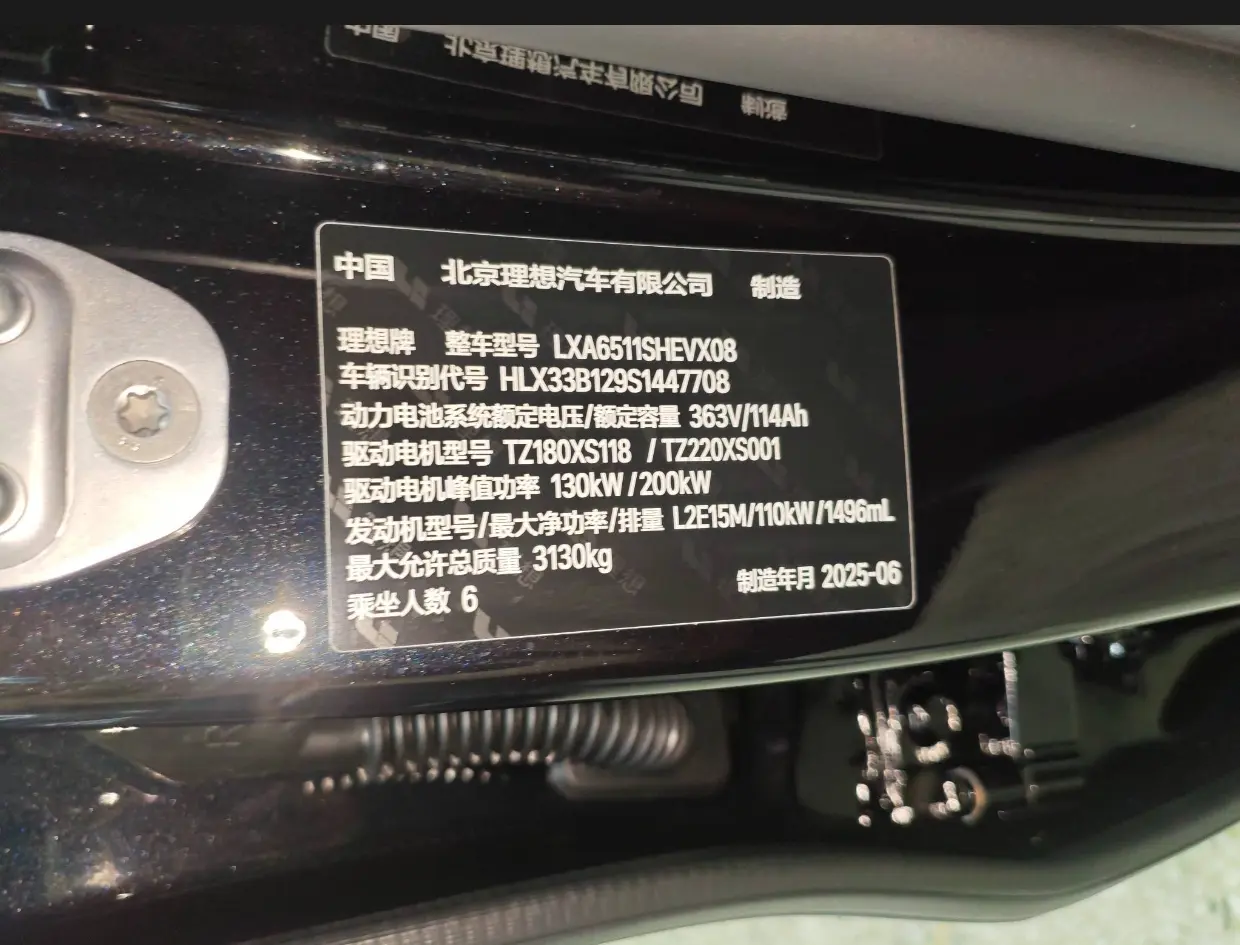 中国 北京理想汽车有限公司 制造
理想牌 整车型号 LXA6511SHEVX08
车辆识别代号 HLX33B129S1447708
动力电池系统额定电压/额定容量 363V/114Ah
驱动电机型号 TZ180XS118 / TZ220XS001
驱动电机峰值功率 130kW / 200kW
发动机型号/最大净功率/排量 L2E15M/110kW/1496mL
最大允许总质量 3130kg
乘坐人数 6
制造年月 2025-06